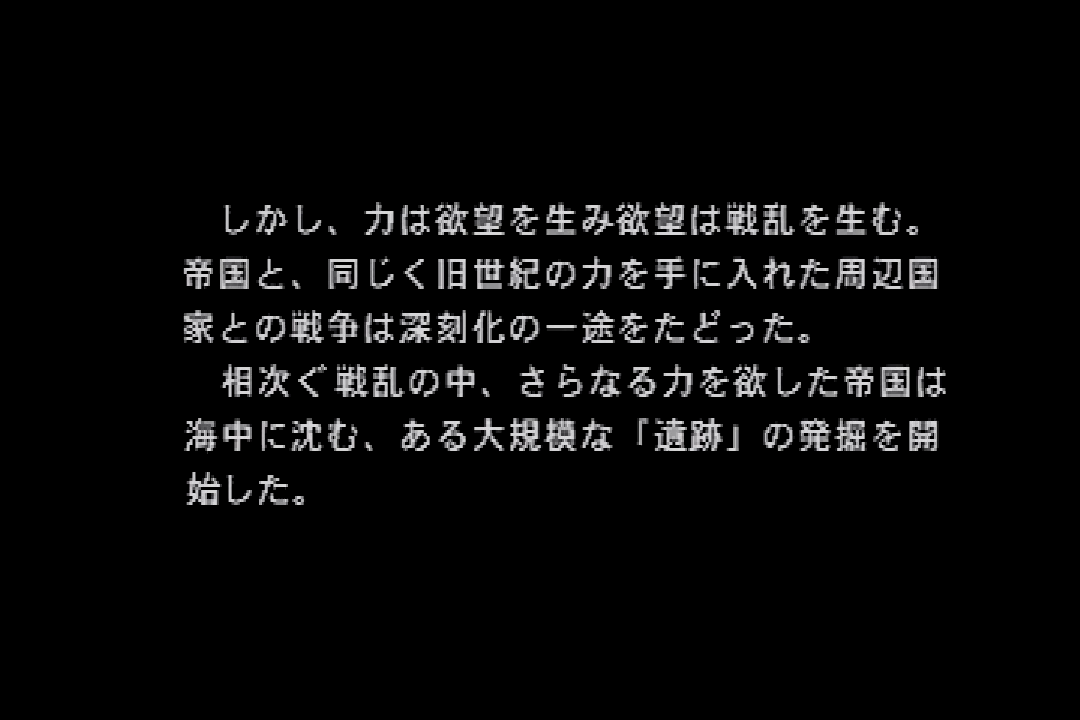 しかし、力は欲望を生み欲望は戦乱を生む。
帝国と、同じく旧世紀の力を手に入れた周辺国
家との戦争は深刻化の一途をたどった。
相次ぐ戦乱の中、さらなる力を欲した帝国は
海中に沈む、ある大規模な「遺跡」の発掘を開
始した。